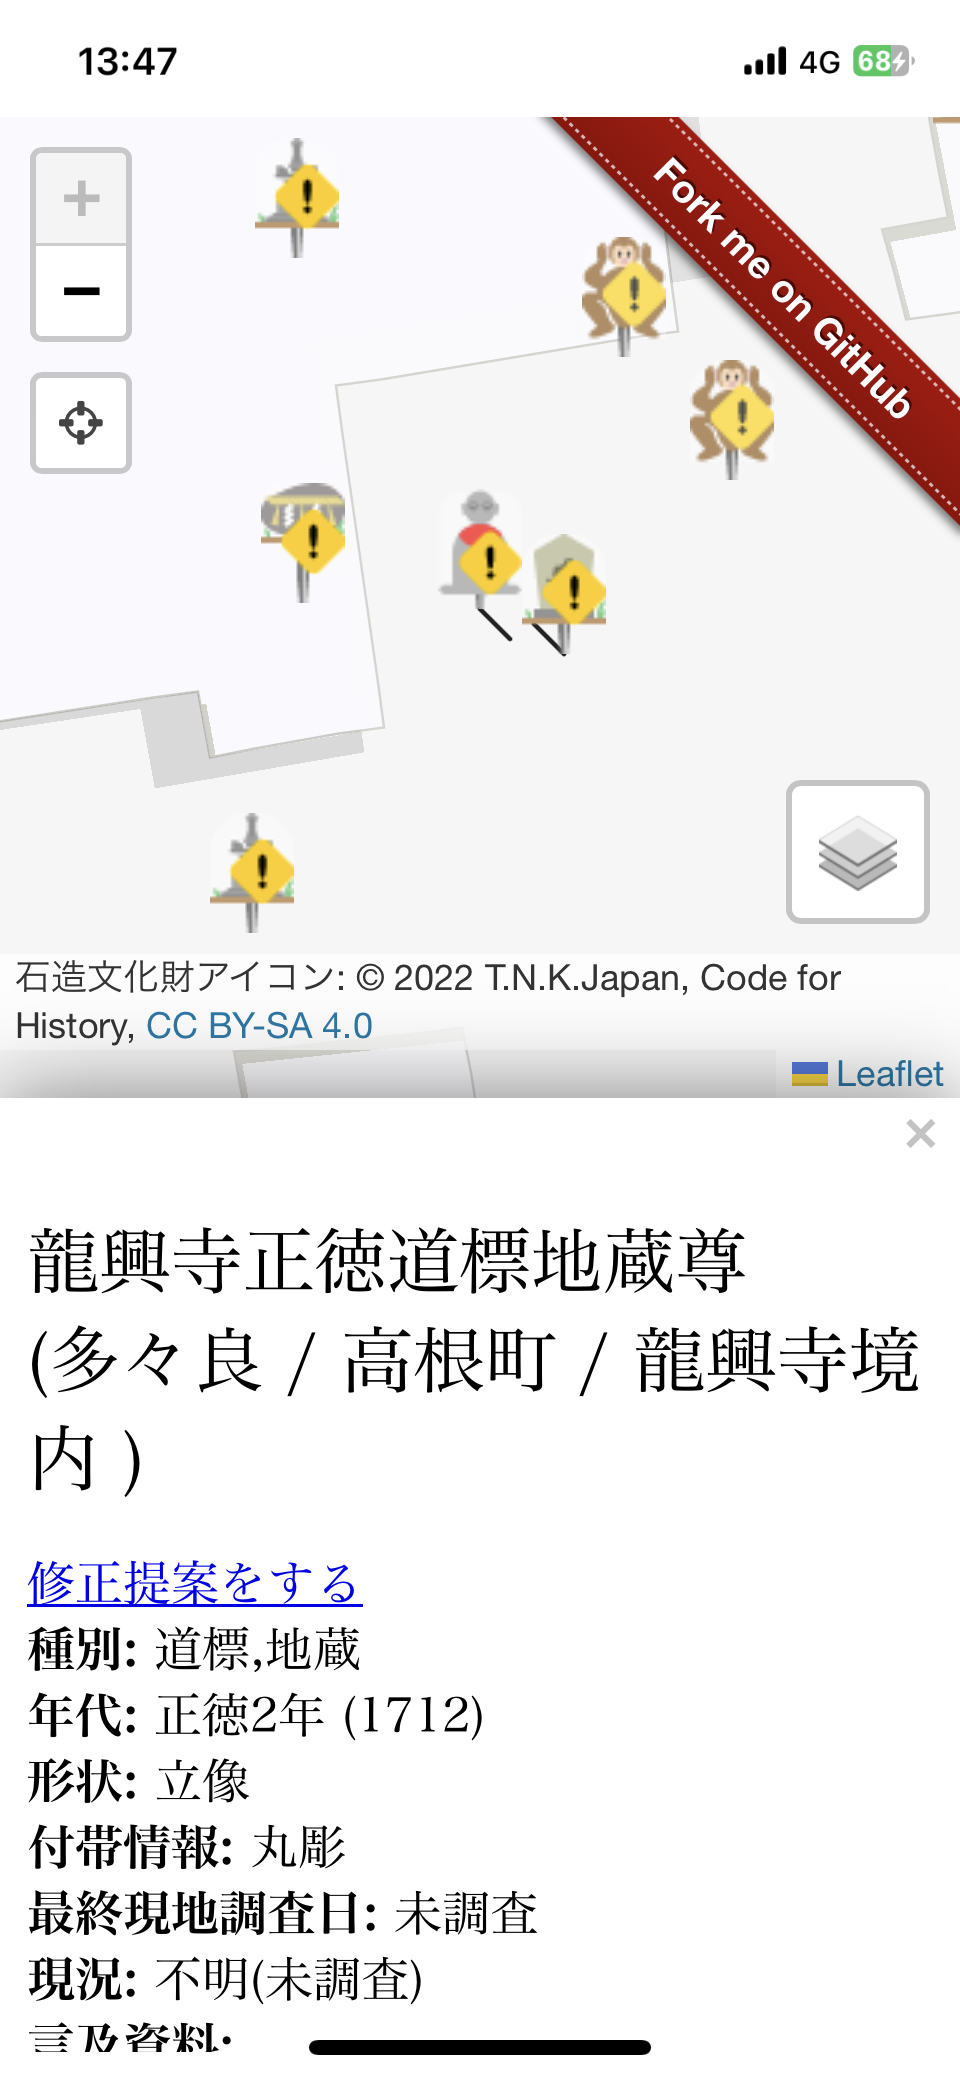 13:47
4G 68
+
Fork me on GitHub
−
石造文化財アイコン: © 2022 T.N.K.Japan, Code for
History, CC BY-SA 4.0
Leaflet
×
龍興寺正徳道標地蔵尊
(多々良 / 高根町 / 龍興寺境
内 )
修正提案をする
種別: 道標,地蔵
年代: 正徳2年 (1712)
形状: 立像
付帯情報: 丸彫
最終現地調査日: 未調査
現況: 不明(未調査)
言及資料: